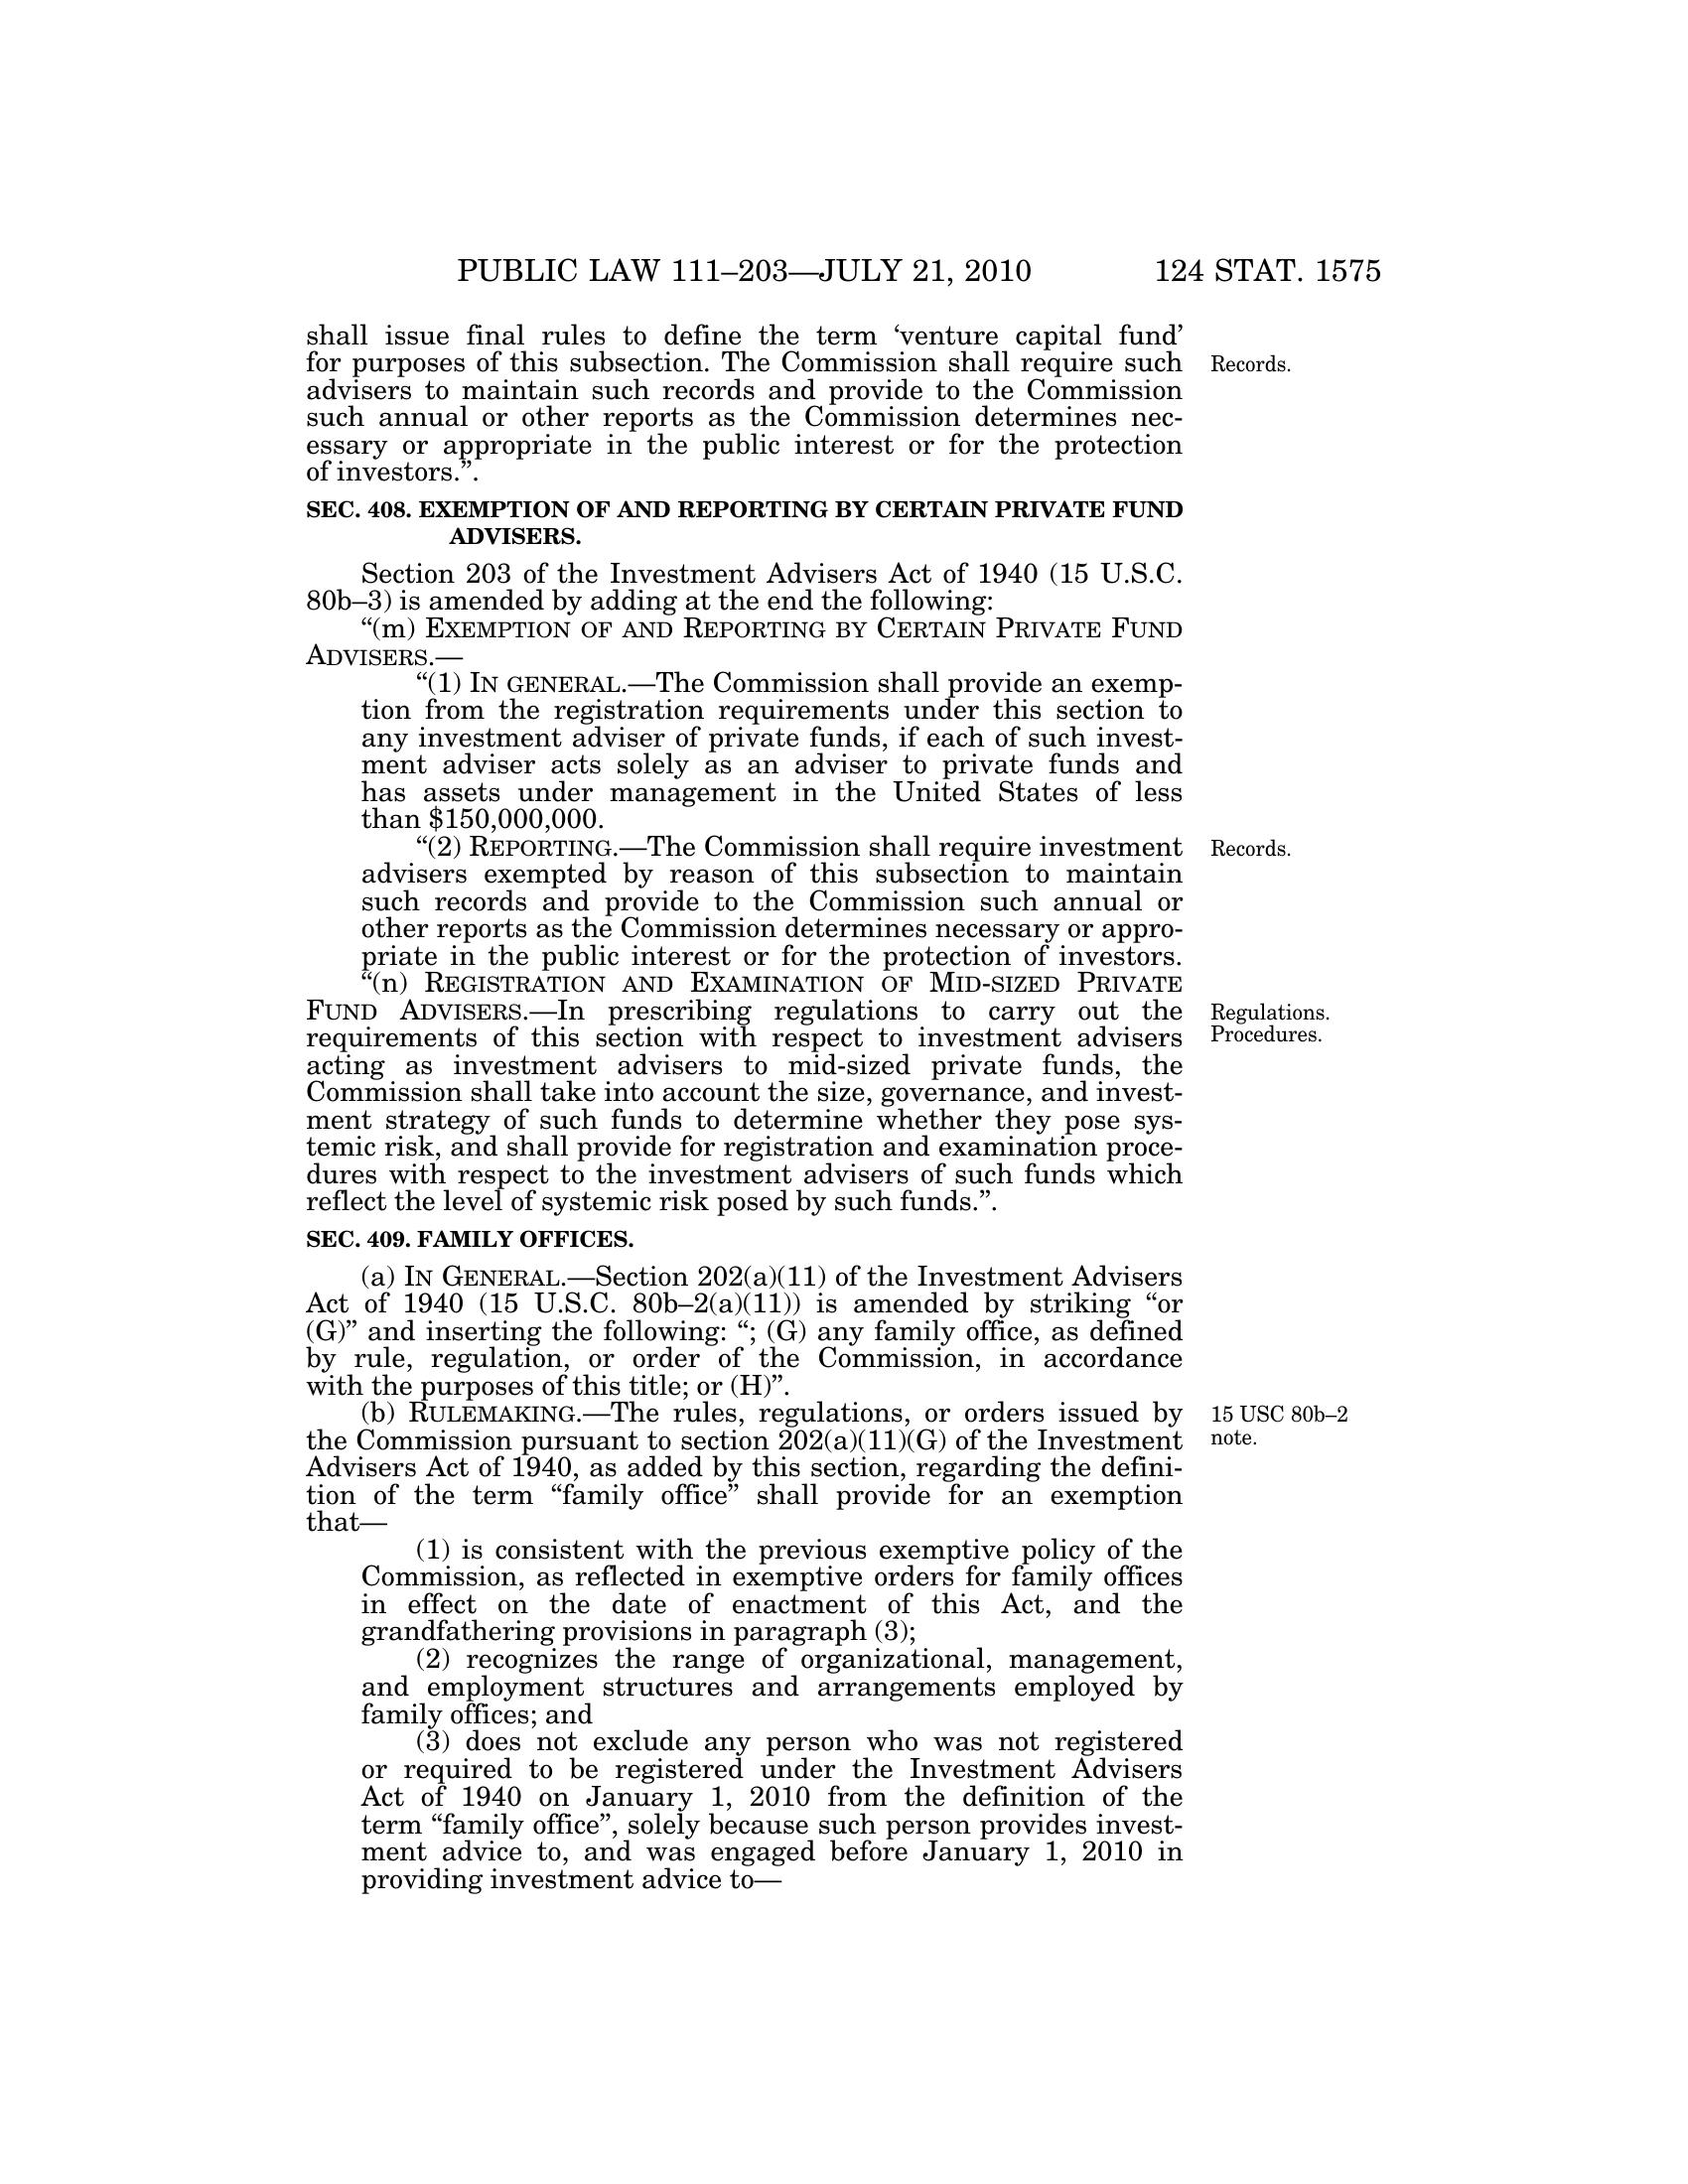 PUBLIC LAW 111–203—JULY 21, 2010 124 STAT. 1575
shall issue final rules to define the term ‘venture capital fund’
for purposes of this subsection. The Commission shall require such
advisers to maintain such records and provide to the Commission
such annual or other reports as the Commission determines nec-
essary or appropriate in the public interest or for the protection
of investors.”.
Records.
SEC. 408. EXEMPTION OF AND REPORTING BY CERTAIN PRIVATE FUND
ADVISERS.
Section 203 of the Investment Advisers Act of 1940 (15 U.S.C.
80b–3) is amended by adding at the end the following:
“(m) EXEMPTION OF AND REPORTING BY CERTAIN PRIVATE FUND
ADVISERS.—
“(1) IN GENERAL.—The Commission shall provide an exemp-
tion from the registration requirements under this section to
any investment adviser of private funds, if each of such invest-
ment adviser acts solely as an adviser to private funds and
has assets under management in the United States of less
than $150,000,000.
“(2) REPORTING.—The Commission shall require investment
advisers exempted by reason of this subsection to maintain
such records and provide to the Commission such annual or
other reports as the Commission determines necessary or appro-
priate in the public interest or for the protection of investors.
Records.
“(n) REGISTRATION AND EXAMINATION OF MID-SIZED PRIVATE
FUND ADVISERS.—In prescribing regulations to carry out the
requirements of this section with respect to investment advisers
acting as investment advisers to mid-sized private funds, the
Commission shall take into account the size, governance, and invest-
ment strategy of such funds to determine whether they pose sys-
temic risk, and shall provide for registration and examination proce-
dures with respect to the investment advisers of such funds which
reflect the level of systemic risk posed by such funds.”.
Regulations.
Procedures.
SEC. 409. FAMILY OFFICES.
(a) IN GENERAL.—Section 202(a)(11) of the Investment Advisers
Act of 1940 (15 U.S.C. 80b–2(a)(11)) is amended by striking “or
(G)” and inserting the following: “; (G) any family office, as defined
by rule, regulation, or order of the Commission, in accordance
with the purposes of this title; or (H)”.
(b) RULEMAKING.—The rules, regulations, or orders issued by
the Commission pursuant to section 202(a)(11)(G) of the Investment
Advisers Act of 1940, as added by this section, regarding the defini-
tion of the term “family office” shall provide for an exemption
that—
15 USC 80b–2
note.
(1) is consistent with the previous exemptive policy of the
Commission, as reflected in exemptive orders for family offices
in effect on the date of enactment of this Act, and the
grandfathering provisions in paragraph (3);
(2) recognizes the range of organizational, management,
and employment structures and arrangements employed by
family offices; and
(3) does not exclude any person who was not registered
or required to be registered under the Investment Advisers
Act of 1940 on January 1, 2010 from the definition of the
term “family office”, solely because such person provides invest-
ment advice to, and was engaged before January 1, 2010 in
providing investment advice to—